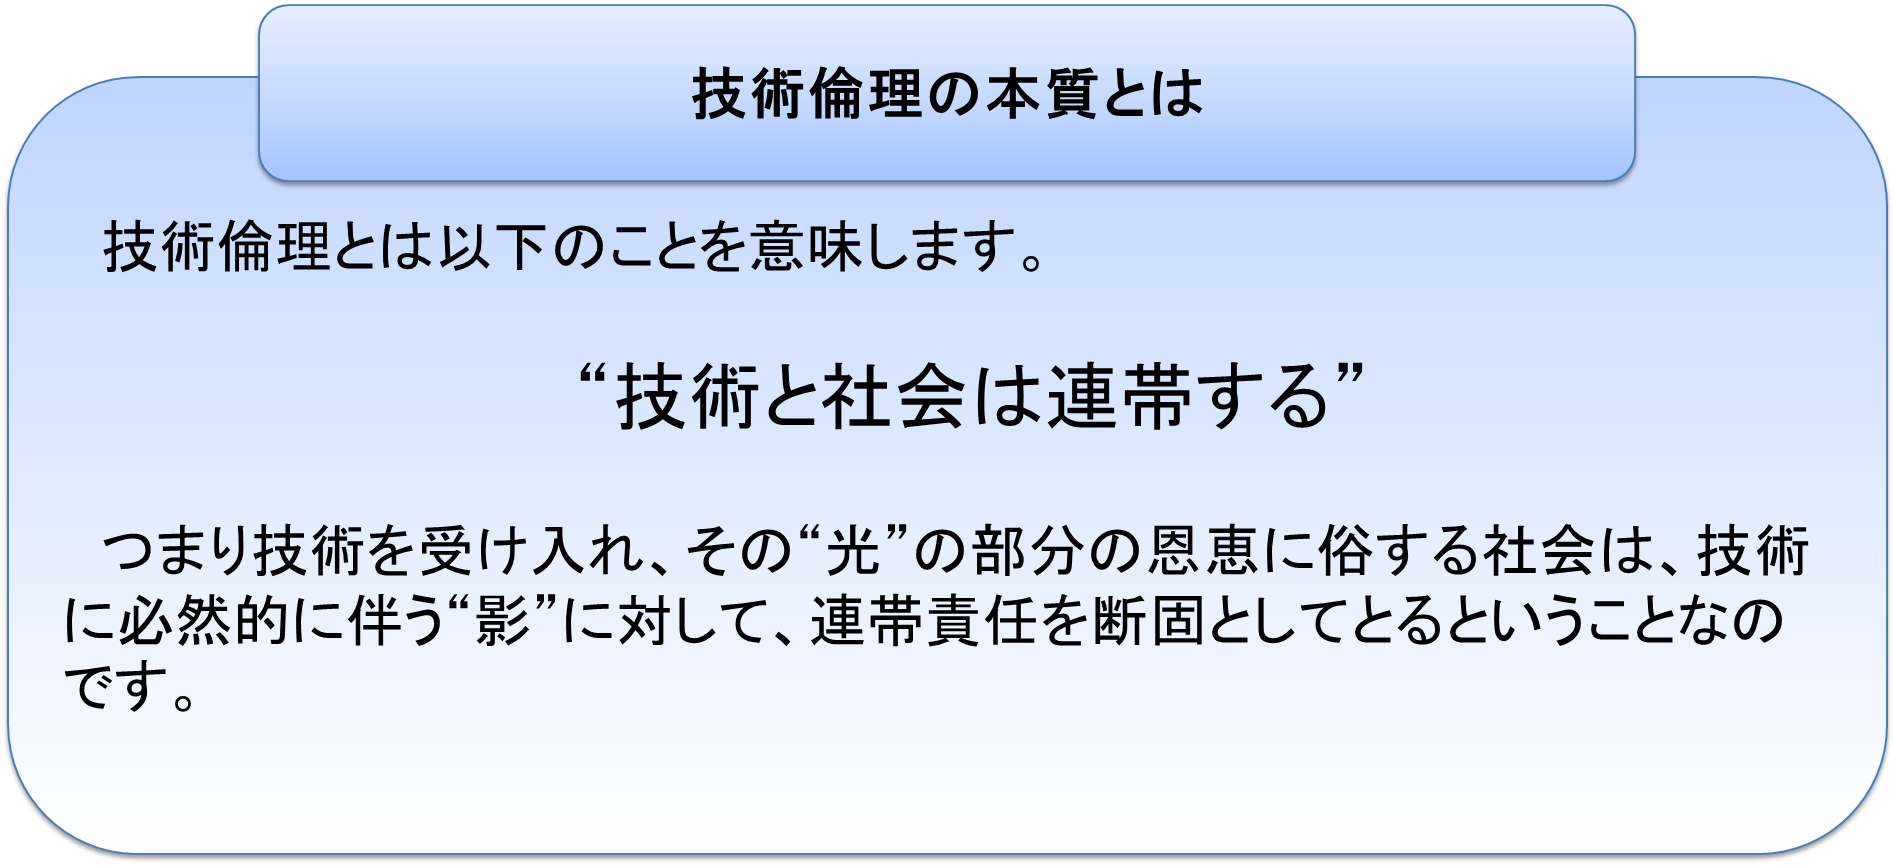 技術倫理の本質とは
技術倫理とは以下のことを意味します。
“技術と社会は連帯する”
つまり技術を受け入れ、その“光”の部分の恩恵に俗する社会は、技術
に必然的に伴う“影”に対して、連帯責任を断固としてとるということなの
です。